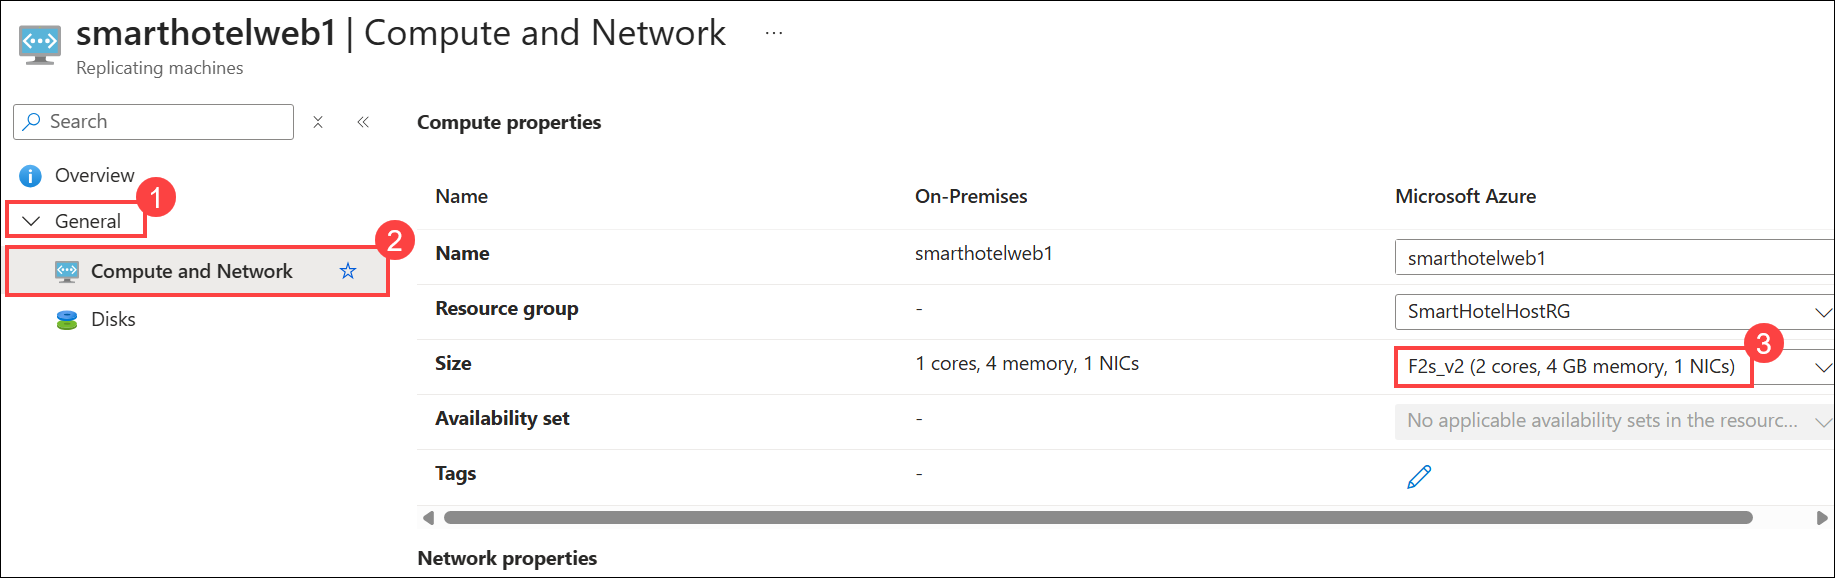 smarthotelweb1 | Compute and Network ...
Replicating machines
Search
Overview
1
General
2
Compute and Network
Disks
Compute properties
Name On-Premises Microsoft Azure
Name smarthotelweb1 smarthotelweb1
Resource group - SmartHotelHostRG
3
Size 1 cores, 4 memory, 1 NICs F2s_v2 (2 cores, 4 GB memory, 1 NICs)
Availability set - No applicable availability sets in the resourc...
Tags -
Network properties